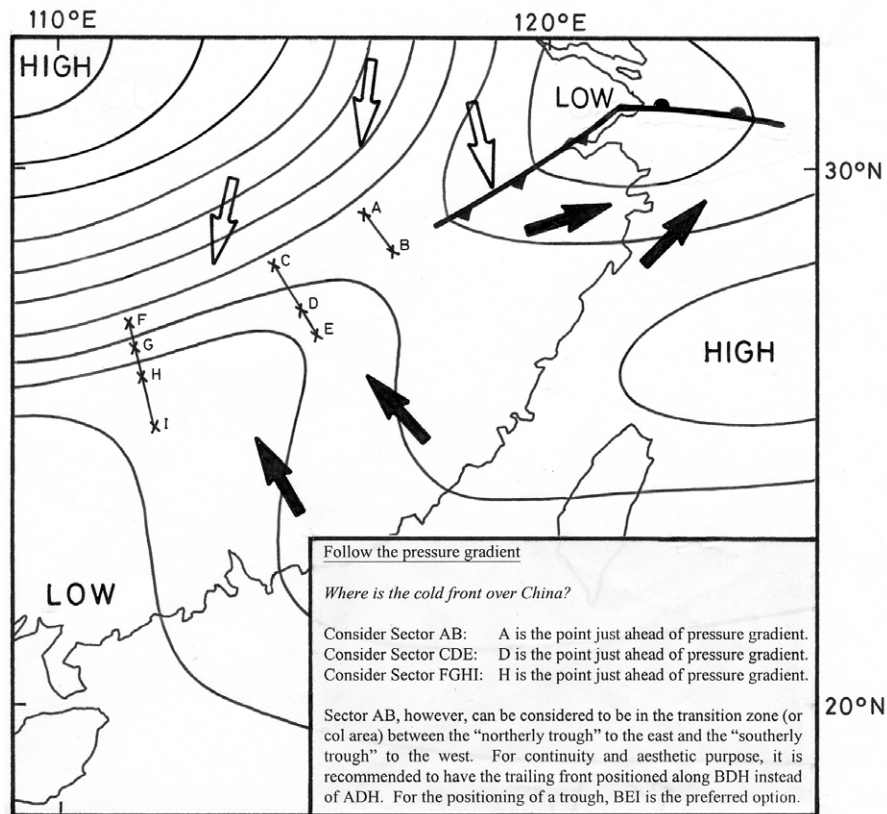 110°E 120°E
HIGH
LOW
30°N
A
B
C
D
E
F
G
H
I
HIGH
LOW
20°N
Follow the pressure gradient
Where is the cold front over China?
Consider Sector AB: A is the point just ahead of pressure gradient.
Consider Sector CDE: D is the point just ahead of pressure gradient.
Consider Sector FGHI: H is the point just ahead of pressure gradient.
Sector AB, however, can be considered to be in the transition zone (or
col area) between the “northerly trough” to the east and the “southerly
trough” to the west. For continuity and aesthetic purpose, it is
recommended to have the trailing front positioned along BDH instead
of ADH. For the positioning of a trough, BEI is the preferred option.